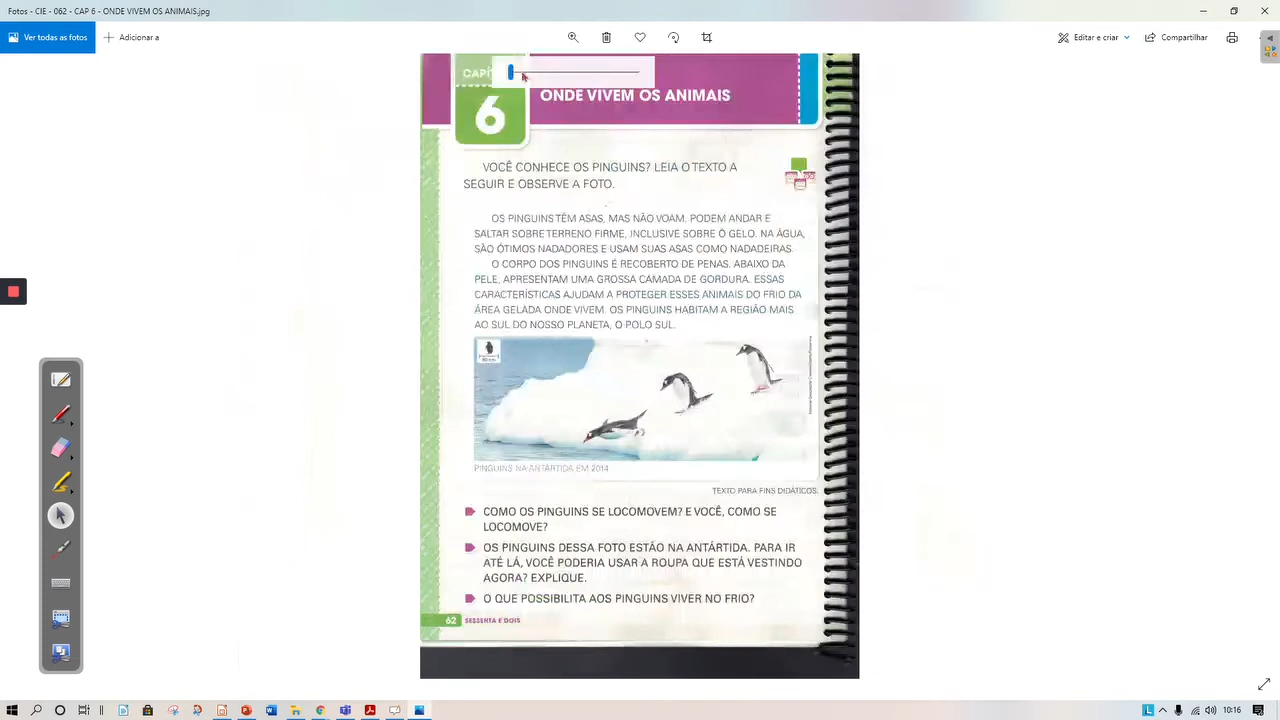 Fotos - CIE - 062 - CAP 6 - ONDE VIVEM OS ANIMAIS.jpg
Ver todas as fotos
Adicionar a
Editar e criar
Compartilhar
6
ONDE VIVEM OS ANIMAIS
VOCÊ CONHECE OS PINGUINS? LEIA O TEXTO A
SEGUIR E OBSERVE A FOTO.
OS PINGUINS TÊM ASAS, MAS NÃO VOAM. PODEM ANDAR E
SALTAR SOBRE TERRENO FIRME, INCLUSIVE SOBRE O GELO. NA ÁGUA,
SÃO ÓTIMOS NADADORES E USAM SUAS ASAS COMO NADADEIRAS.
O CORPO DOS PINGUINS É RECOBERTO DE PENAS. ABAIXO DA
PELE, APRESENTAM UMA GROSSA CAMADA DE GORDURA. ESSAS
CARACTERÍSTICAS AJUDAM A PROTEGER ESSES ANIMAIS DO FRIO DA
ÁREA GELADA ONDE VIVEM. OS PINGUINS HABITAM A REGIÃO MAIS
AO SUL DO NOSSO PLANETA, O POLO SUL.
PINGUINS NA ANTÁRTIDA EM 2014
TEXTO PARA FINS DIDÁTICOS.
COMO OS PINGUINS SE LOCOMOVEM? E VOCÊ, COMO SE
LOCOMOVE?
OS PINGUINS DESSA FOTO ESTÃO NA ANTÁRTIDA. PARA IR
ATÉ LÁ, VOCÊ PODERIA USAR A ROUPA QUE ESTÁ VESTINDO
AGORA? EXPLIQUE.
O QUE POSSIBILITA AOS PINGUINS VIVER NO FRIO?
62 SESSENTA E DOIS
10:16